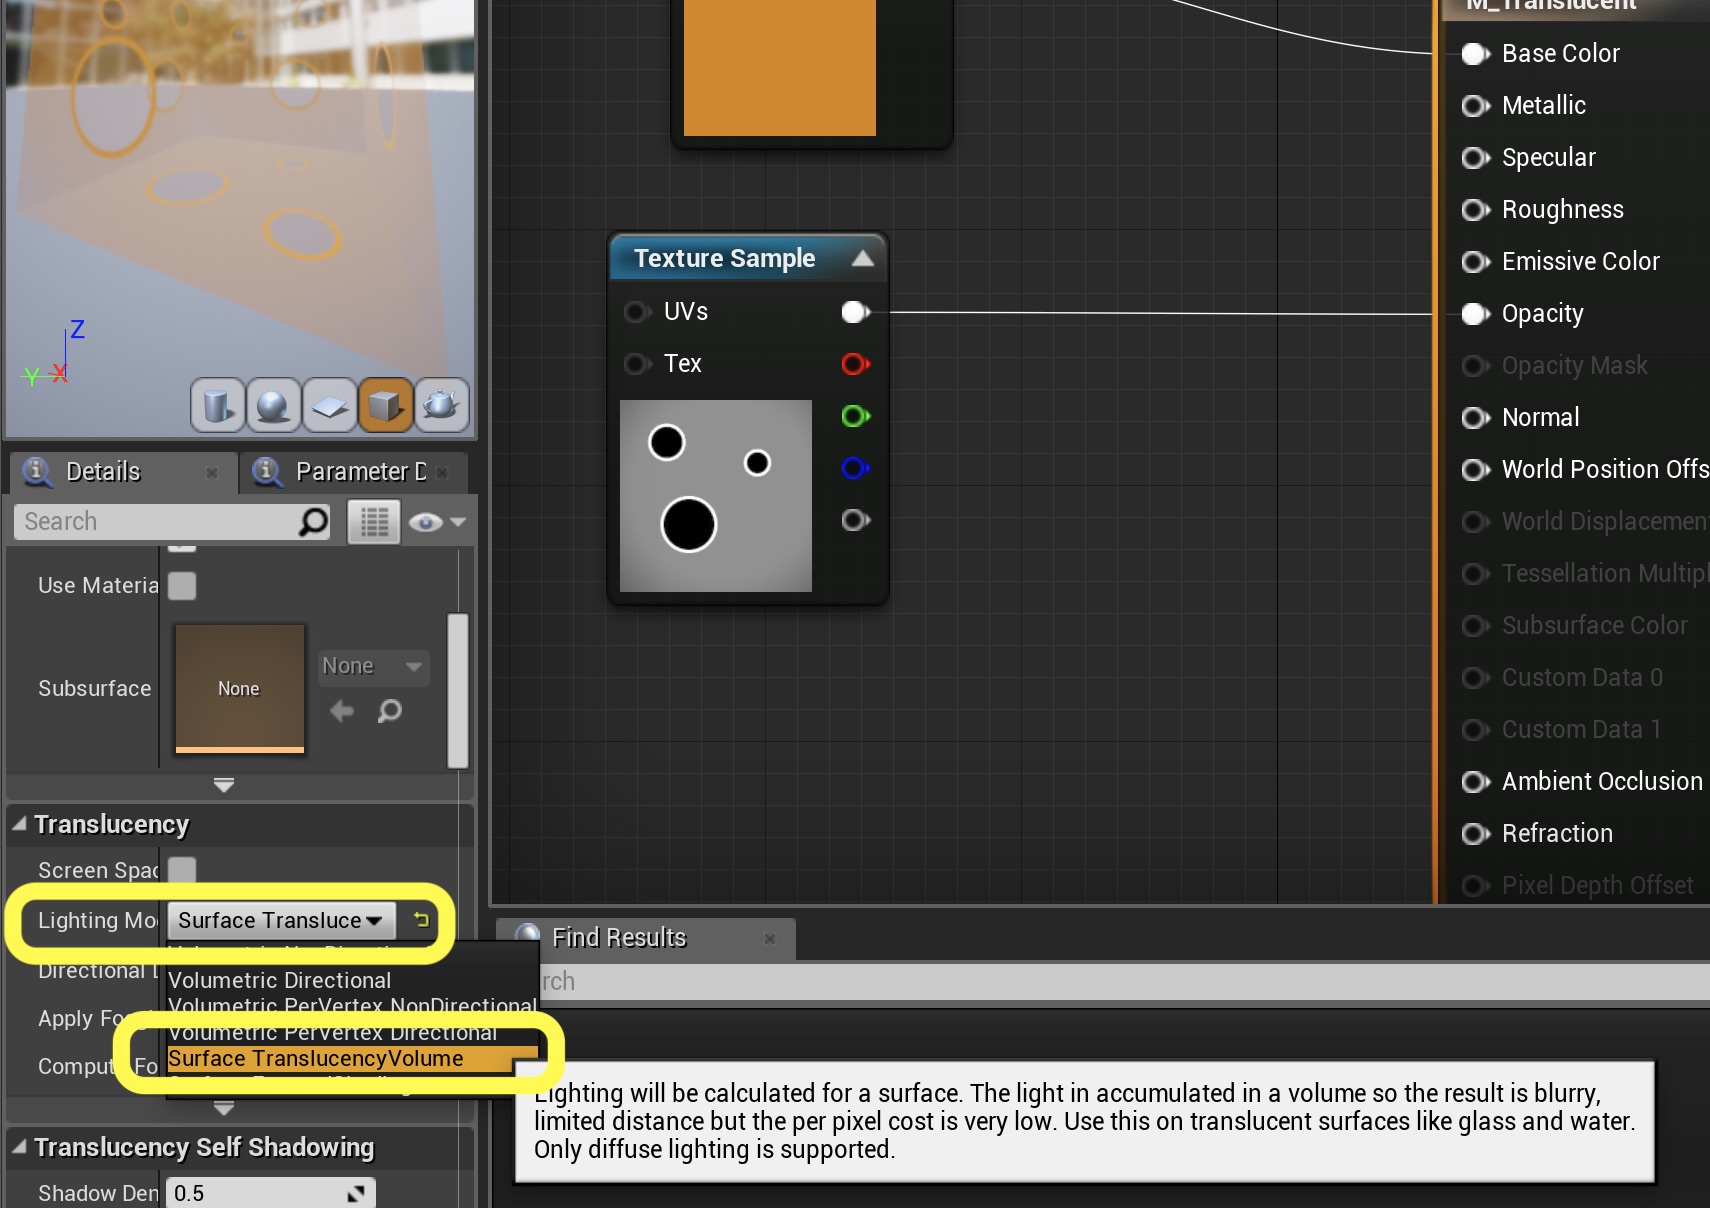 M_Translucent
Base Color
Metallic
Specular
Roughness
Emissive Color
Opacity
Opacity Mask
Normal
World Position Offs
World Displacemen
Tessellation Multipl
Subsurface Color
Custom Data 0
Custom Data 1
Ambient Occlusion
Refraction
Pixel Depth Offset
Texture Sample
UVs
Tex
Z
Y
X
Details
Parameter D
Search
Use Materia
Subsurface
None
None
Translucency
Screen Spac
Lighting Mo
Surface Transluce
Directional
Volumetric Directional
Volumetric PerVertex NonDirectional
Apply Fo
Volumetric PerVertex Directional
Comput Fo
Surface TranslucencyVolume
Find Results
rch
Lighting will be calculated for a surface. The light in accumulated in a volume so the result is blurry,
limited distance but the per pixel cost is very low. Use this on translucent surfaces like glass and water.
Only diffuse lighting is supported.
Translucency Self Shadowing
Shadow Den
0.5